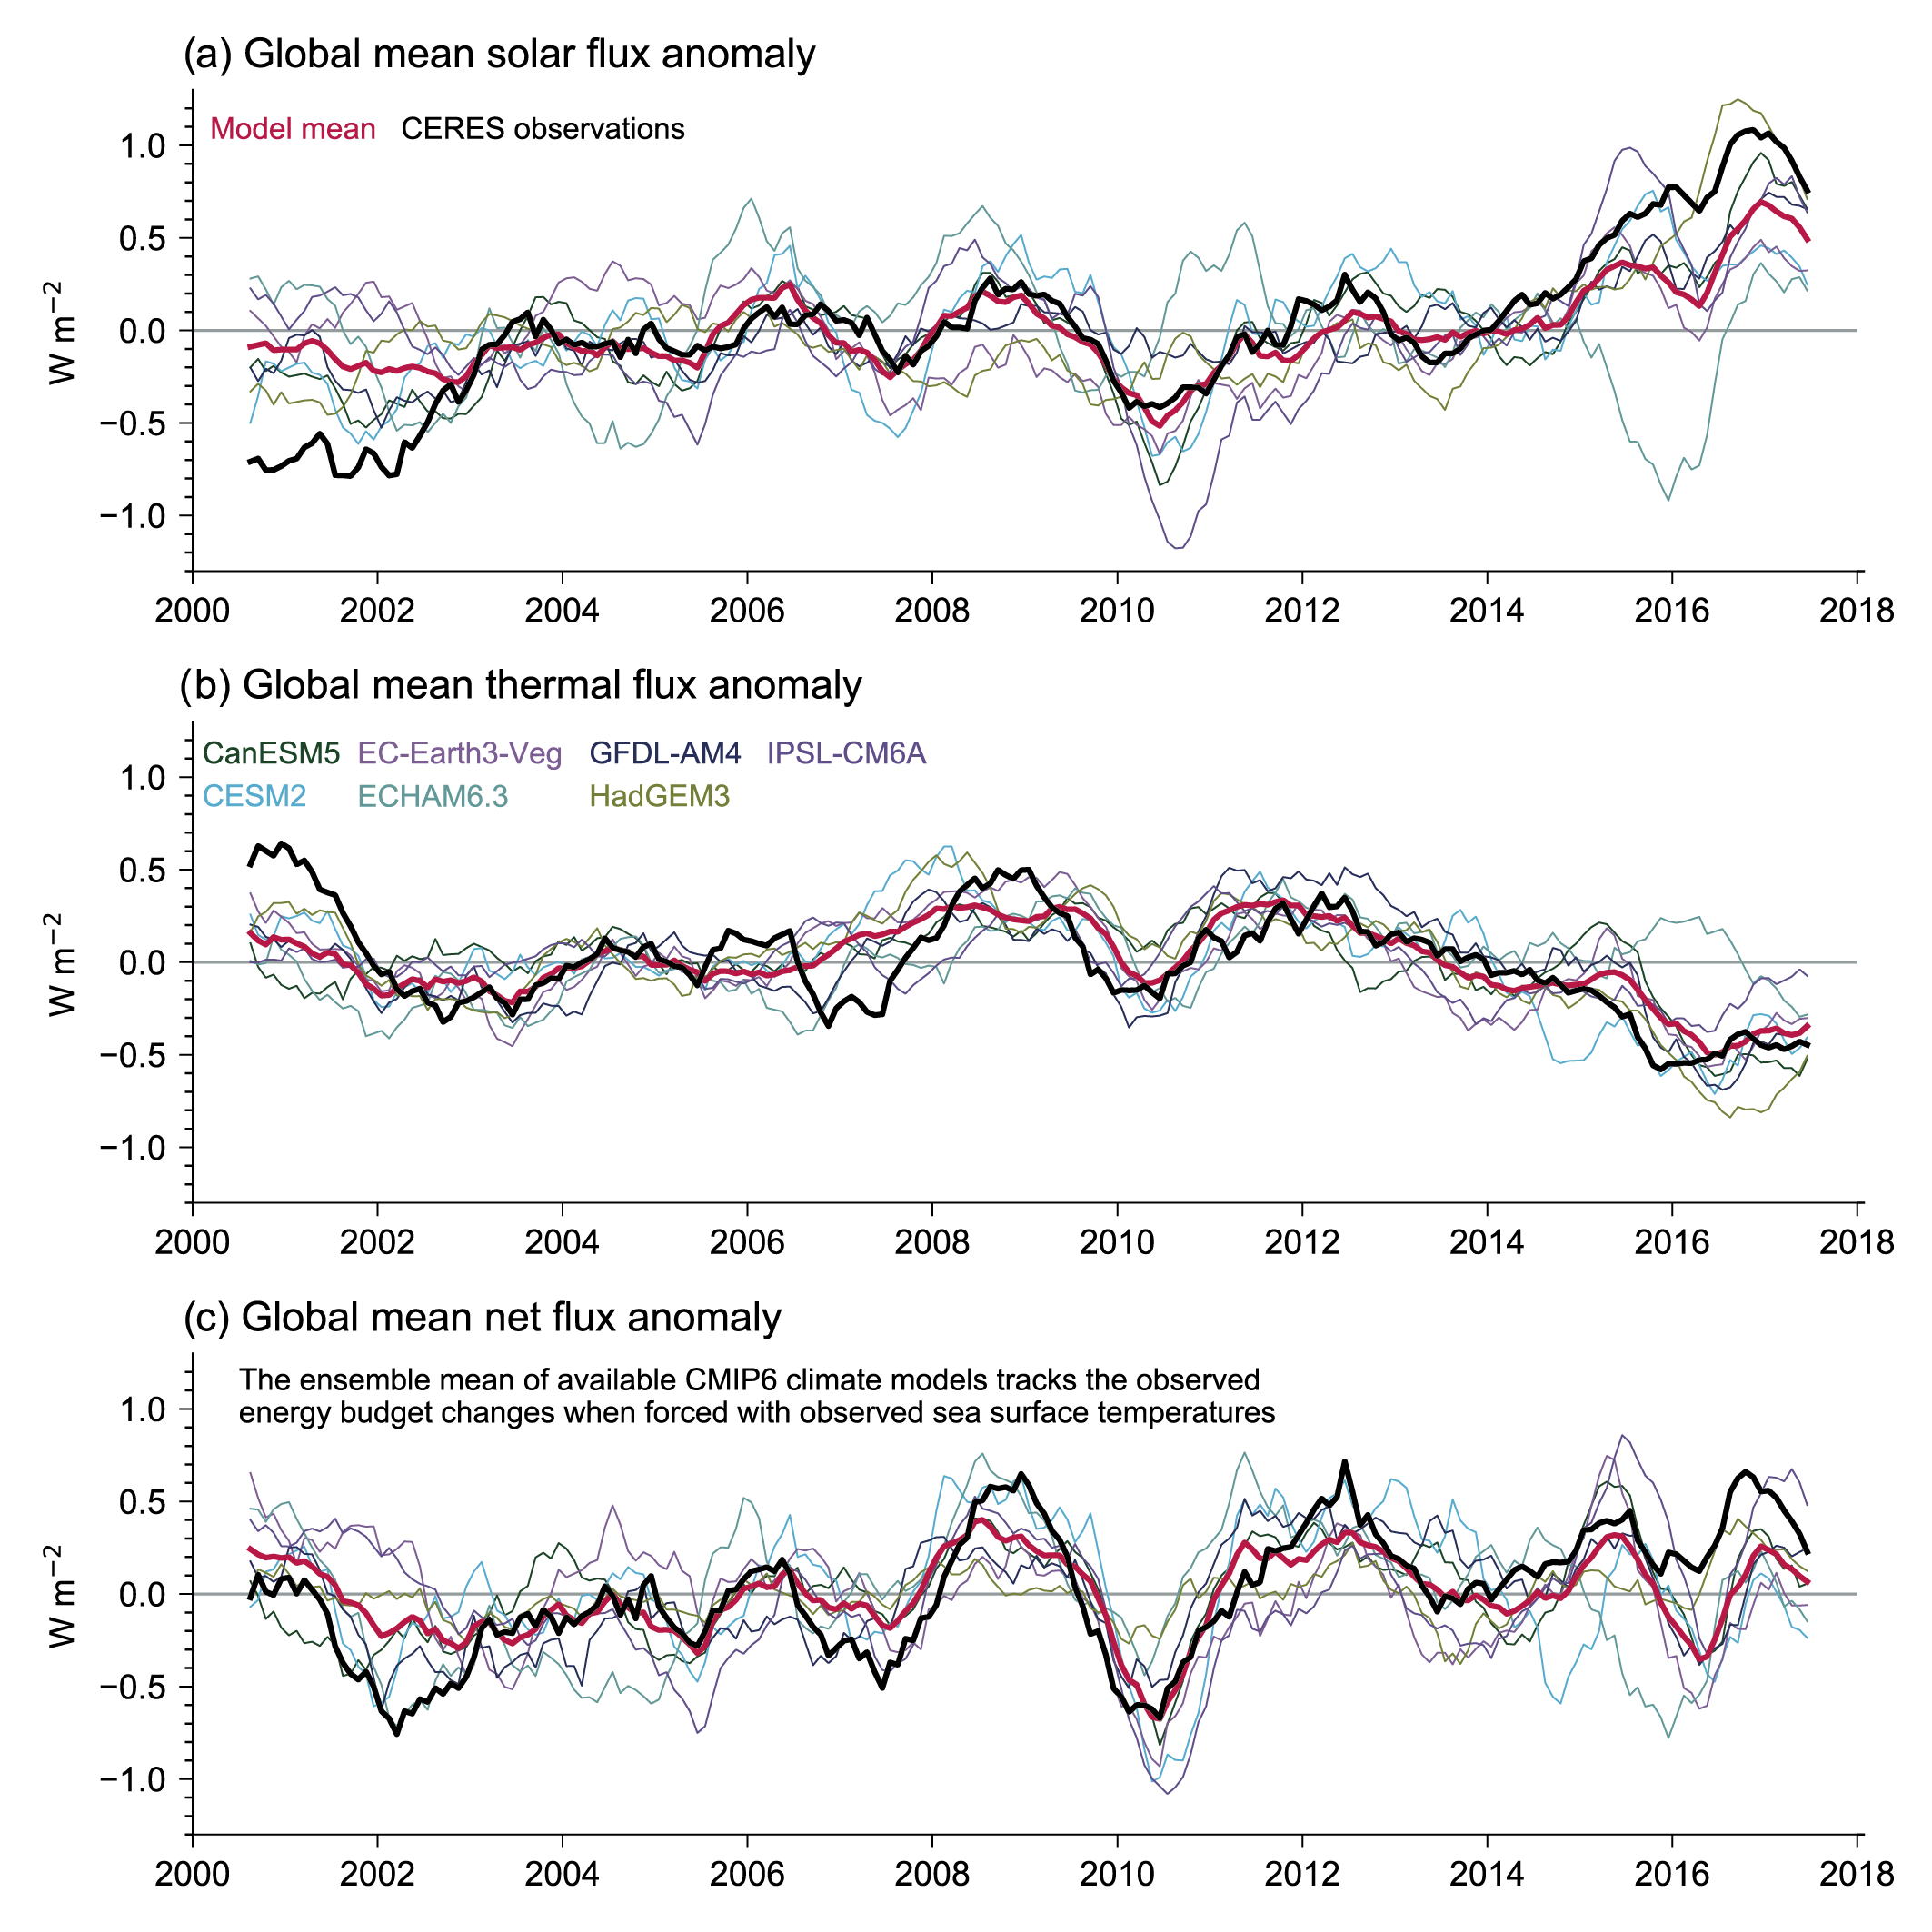 (a) Global mean solar flux anomaly
Model mean CERES observations
1.0
0.5
0.0
−0.5
−1.0
W m−2
2000 2002 2004 2006 2008 2010 2012 2014 2016 2018
(b) Global mean thermal flux anomaly
CanESM5 EC-Earth3-Veg GFDL-AM4 IPSL-CM6A
CESM2 ECHAM6.3 HadGEM3
1.0
0.5
0.0
−0.5
−1.0
W m−2
2000 2002 2004 2006 2008 2010 2012 2014 2016 2018
(c) Global mean net flux anomaly
The ensemble mean of available CMIP6 climate models tracks the observed
energy budget changes when forced with observed sea surface temperatures
1.0
0.5
0.0
−0.5
−1.0
W m−2
2000 2002 2004 2006 2008 2010 2012 2014 2016 2018